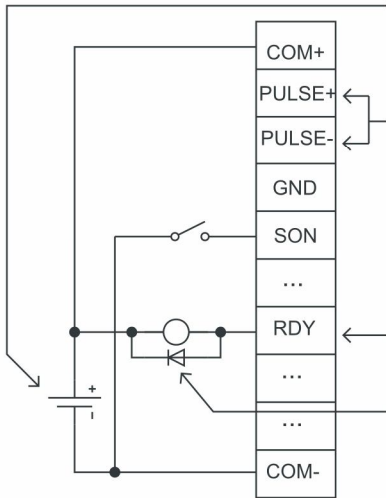 COM+
PULSE+
PULSE-
GND
SON
...
RDY
...
...
COM-
+
-